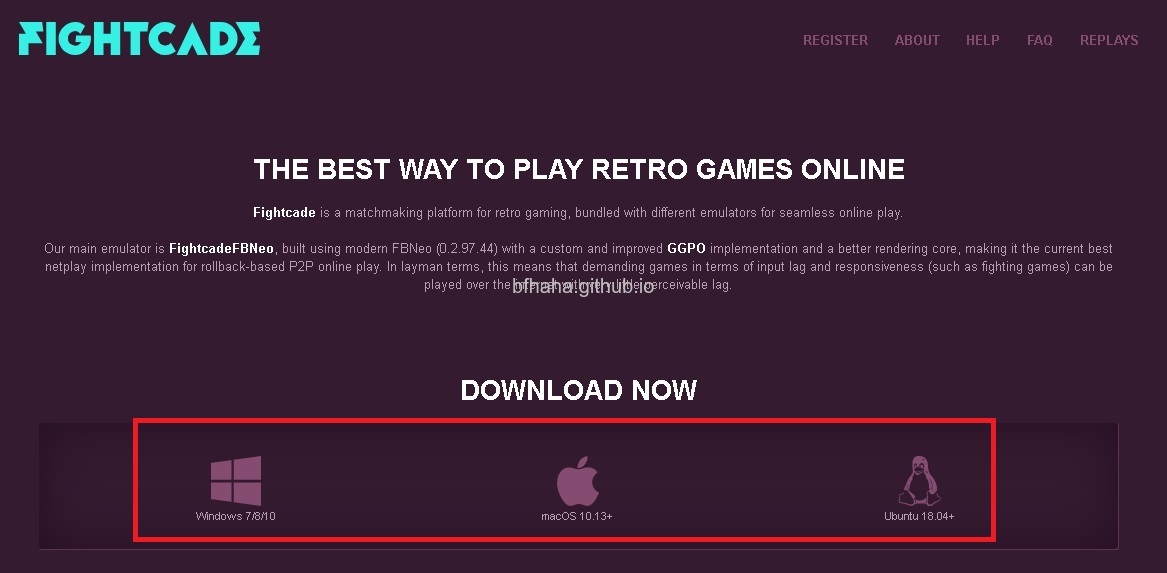 FIGHTCADE
REGISTER ABOUT HELP FAQ REPLAYS
THE BEST WAY TO PLAY RETRO GAMES ONLINE
Fightcade is a matchmaking platform for retro gaming, bundled with different emulators for seamless online play.
Our main emulator is FightcadeFBNeo, built using modern FBNeo (0.2.97.44) with a custom and improved GGPO implementation and a better rendering core, making it the current best
netplay implementation for rollback-based P2P online play. In layman terms, this means that demanding games in terms of input lag and responsiveness (such as fighting games) can be
played over the internet with very little perceivable lag.
bfhaha.github.io
DOWNLOAD NOW
Windows 7/8/10 macOS 10.13+ Ubuntu 18.04+